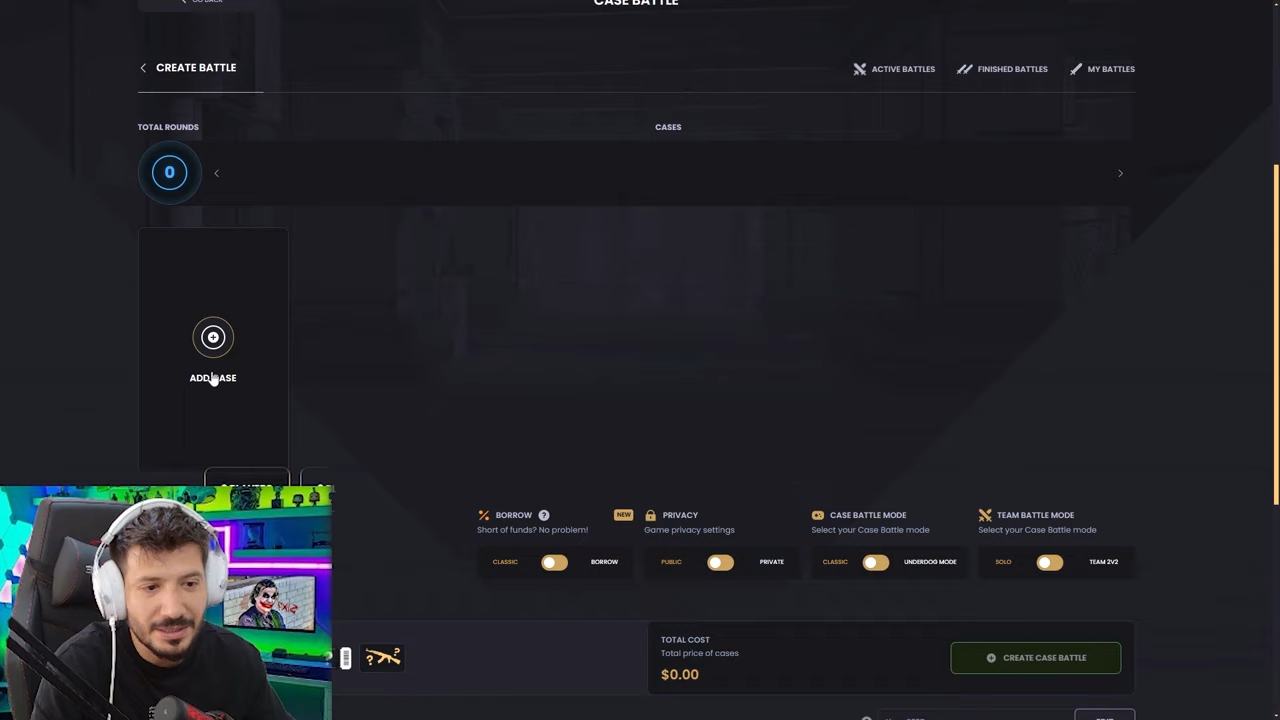 GO BACK
CASE BATTLE
CREATE BATTLE
ACTIVE BATTLES
FINISHED BATTLES
MY BATTLES
TOTAL ROUNDS
CASES
0
ADD CASE
BORROW ?
NEW
PRIVACY
CASE BATTLE MODE
TEAM BATTLE MODE
Short of funds? No problem!
Game privacy settings
Select your Case Battle mode
Select your Case Battle mode
CLASSIC
BORROW
PUBLIC
PRIVATE
CLASSIC
UNDERDOG MODE
SOLO
TEAM 2V2
TOTAL COST
Total price of cases
$0.00
CREATE CASE BATTLE